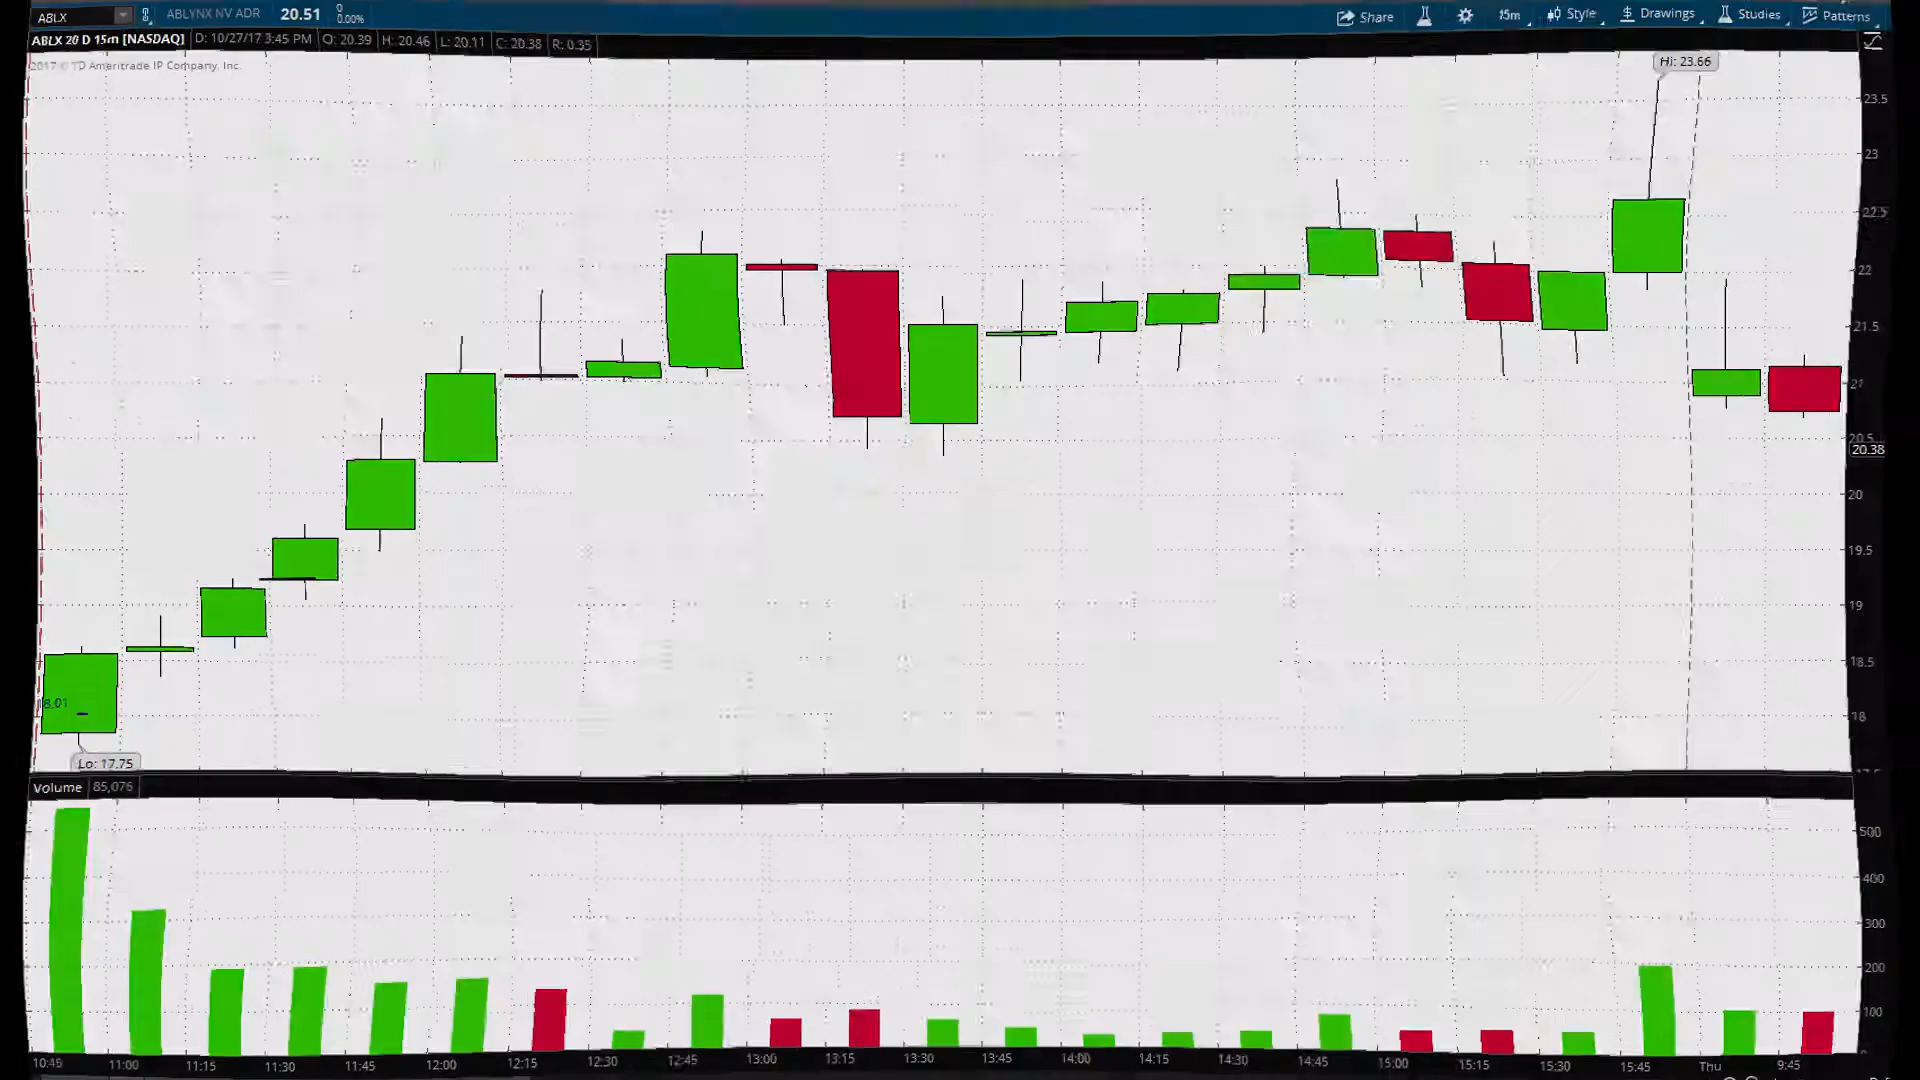 ABLX ABLYNX NV ADR 20.51 0 0.00% Share 15m Style Drawings Studies Patterns
ABLX 20 D 15m [NASDAQ] D: 10/27/17 3:45 PM O: 20.39 H: 20.46 L: 20.11 C: 20.38 R: 0.35
2017 © TD Ameritrade IP Company, Inc.
Hi: 23.66
23.5
23
22.5
22
21.5
21
20.5
20.38
20
19.5
19
18.5
18.01
18
Lo: 17.75
Volume 85,076
500
400
300
200
100
10:45 11:00 11:15 11:30 11:45 12:00 12:15 12:30 12:45 13:00 13:15 13:30 13:45 14:00 14:15 14:30 14:45 15:00 15:15 15:30 15:45 Thu 9:45